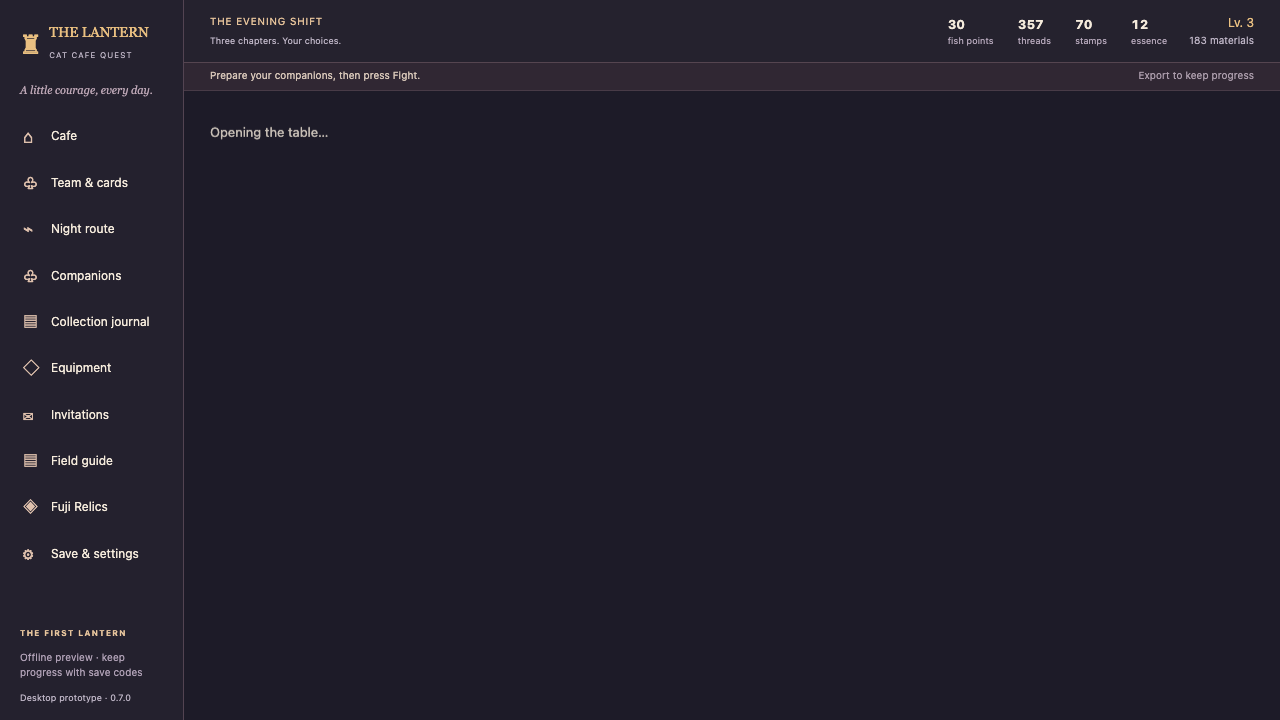 THE LANTERN
CAT CAFE QUEST
A little courage, every day.
Cafe
Team & cards
Night route
Companions
Collection journal
Equipment
Invitations
Field guide
Fuji Relics
Save & settings
THE FIRST LANTERN
Offline preview · keep
progress with save codes
Desktop prototype · 0.7.0
THE EVENING SHIFT
Three chapters. Your choices.
30
fish points
357
threads
70
stamps
12
essence
Lv. 3
183 materials
Prepare your companions, then press Fight.
Export to keep progress
Opening the table...